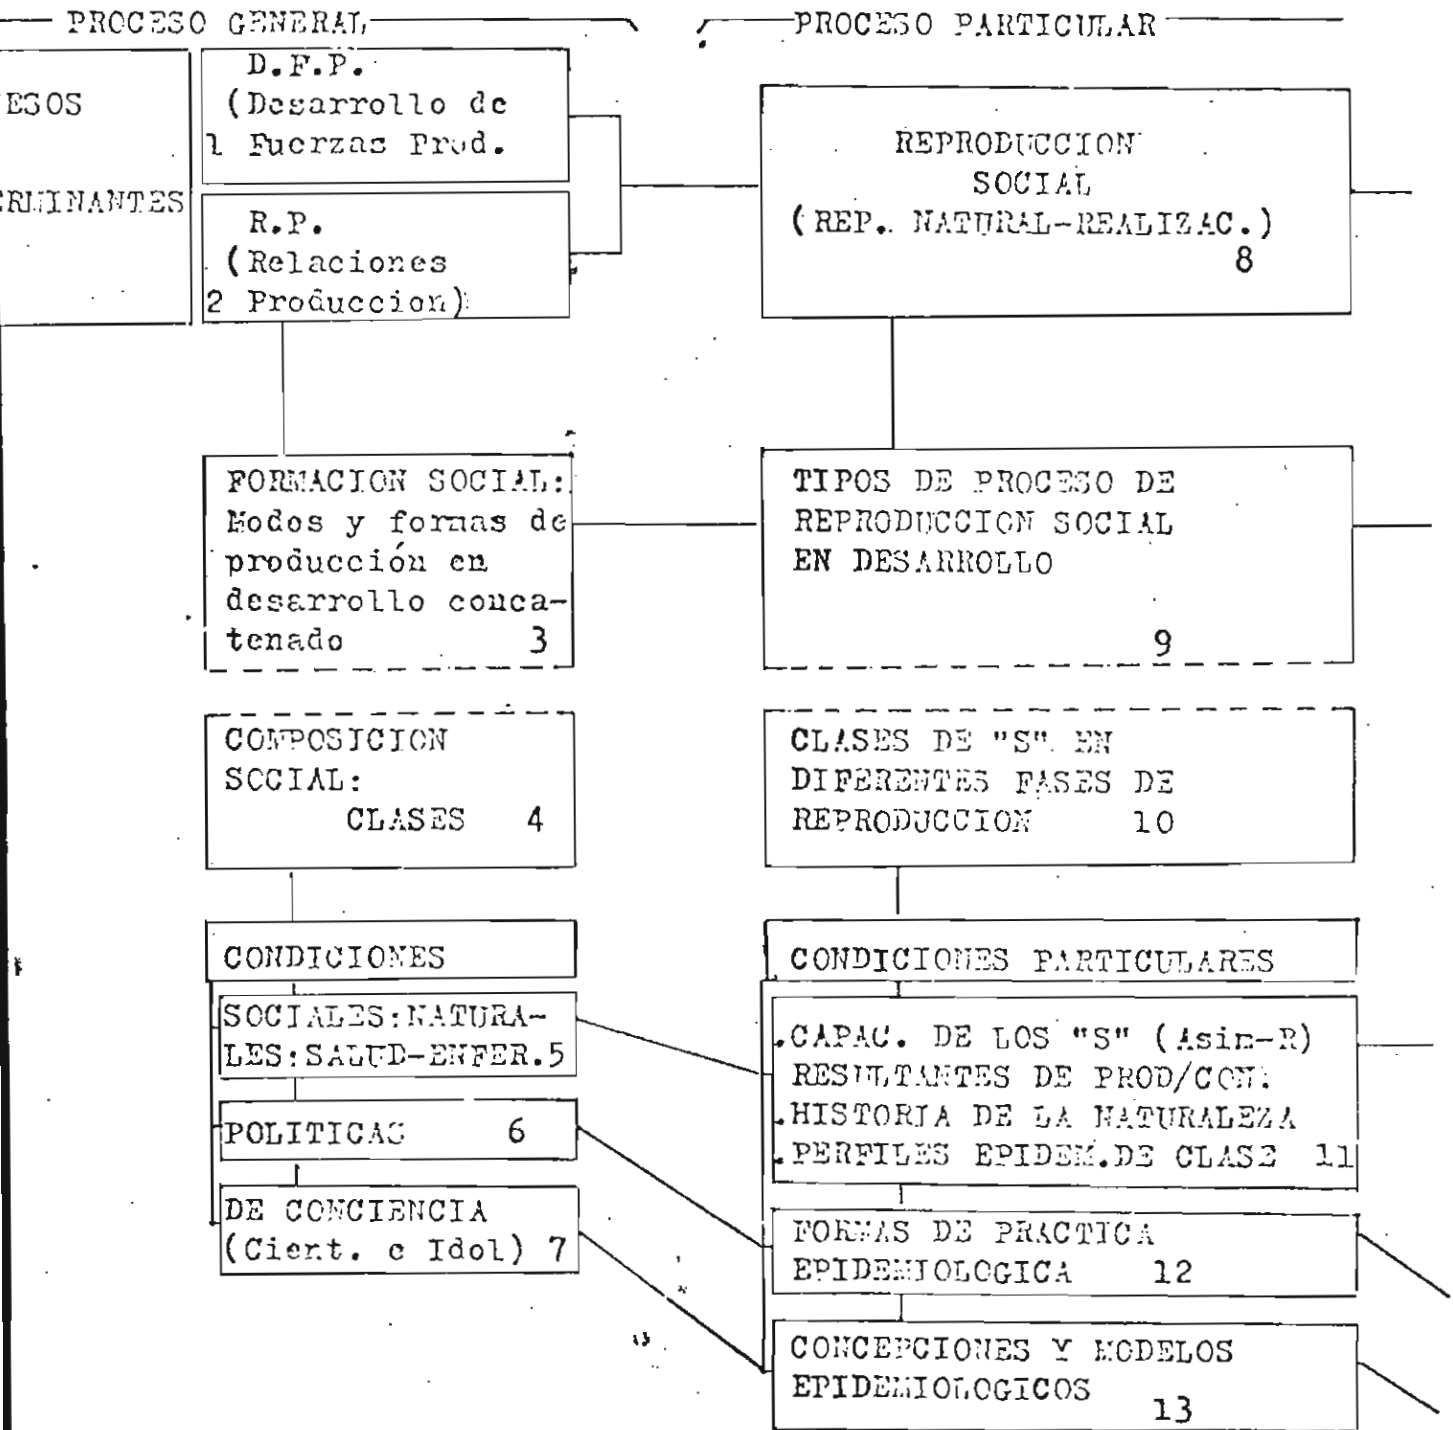 PROCESO GENERAL
PROCESO PARTICULAR
ESOS
ERMINANTES
D.F.P.
(Desarrollo de
1 Fuerzas Prod.
R.P.
(Relaciones
2 Produccion)
REPRODUCCION
SOCIAL
(REP. NATURAL-REALIZAC.)
8
FORMACION SOCIAL:
Modos y formas de
producción en
desarrollo conca-
tenado 3
TIPOS DE PROCESO DE
REPRODUCCION SOCIAL
EN DESARROLLO
9
COMPOSICION
SOCIAL:
CLASES 4
CLASES DE "S" EN
DIFERENTES FASES DE
REPRODUCCION 10
CONDICIONES
SOCIALES:NATURA-
LES:SALUD-ENFER.5
POLITICAS 6
DE CONCIENCIA
(Cient. e Idol) 7
CONDICIONES PARTICULARES
.CAPAC. DE LOS "S" (Asim-R)
RESULTANTES DE PROD/CON.
.HISTORIA DE LA NATURALEZA
.PERFILES EPIDEM.DE CLASE 11
FORMAS DE PRACTICA
EPIDEMIOLOGICA 12
CONCEPCIONES Y MODELOS
EPIDEMIOLOGICOS
13